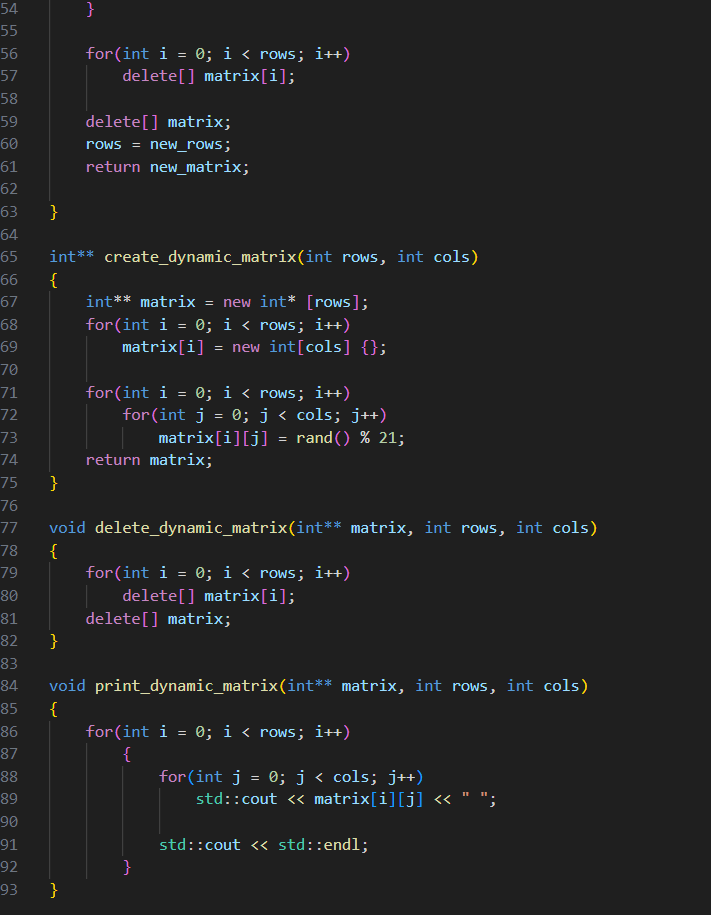 54 }
55
56 for(int i = 0; i < rows; i++)
57 delete[] matrix[i];
58
59 delete[] matrix;
60 rows = new_rows;
61 return new_matrix;
62
63 }
64
65 int** create_dynamic_matrix(int rows, int cols)
66 {
67 int** matrix = new int* [rows];
68 for(int i = 0; i < rows; i++)
69 matrix[i] = new int[cols] {};
70
71 for(int i = 0; i < rows; i++)
72 for(int j = 0; j < cols; j++)
73 matrix[i][j] = rand() % 21;
74 return matrix;
75 }
76
77 void delete_dynamic_matrix(int** matrix, int rows, int cols)
78 {
79 for(int i = 0; i < rows; i++)
80 delete[] matrix[i];
81 delete[] matrix;
82 }
83
84 void print_dynamic_matrix(int** matrix, int rows, int cols)
85 {
86 for(int i = 0; i < rows; i++)
87 {
88 for(int j = 0; j < cols; j++)
89 std::cout << matrix[i][j] << " ";
90
91 std::cout << std::endl;
92 }
93 }